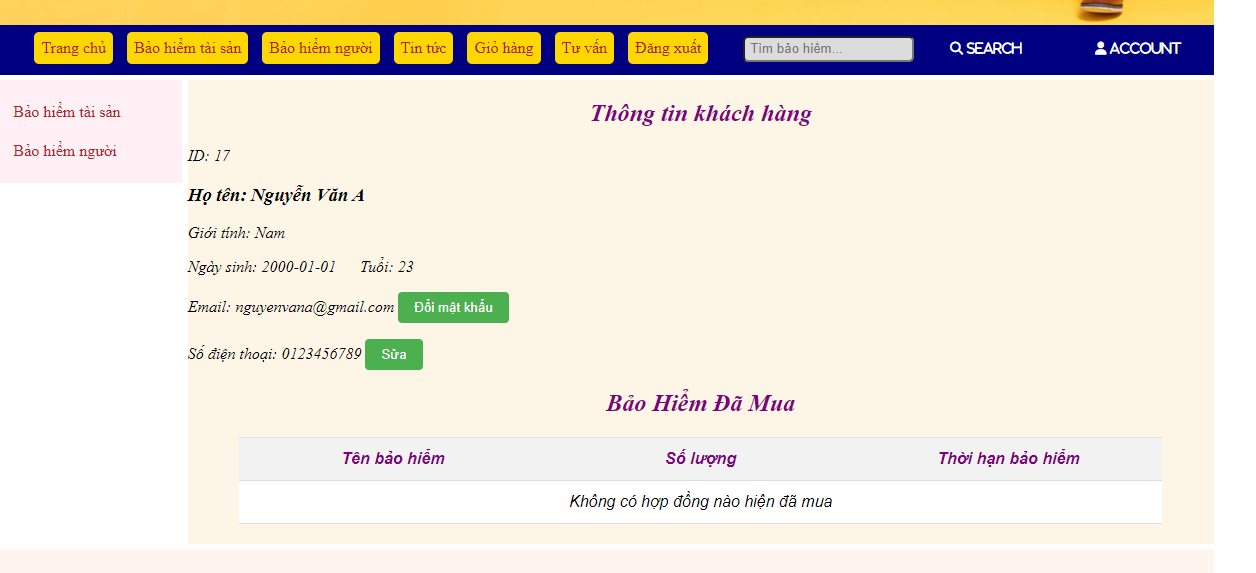 Trang chủ Bảo hiểm tài sản Bảo hiểm người Tin tức Giỏ hàng Tư vấn Đăng xuất Tìm bảo hiểm... SEARCH ACCOUNT
Bảo hiểm tài sản
Bảo hiểm người
Thông tin khách hàng
ID: 17
Họ tên: Nguyễn Văn A
Giới tính: Nam
Ngày sinh: 2000-01-01 Tuổi: 23
Email: nguyenvana@gmail.com Đổi mật khẩu
Số điện thoại: 0123456789 Sửa
Bảo Hiểm Đã Mua
Tên bảo hiểm Số lượng Thời hạn bảo hiểm
Không có hợp đồng nào hiện đã mua